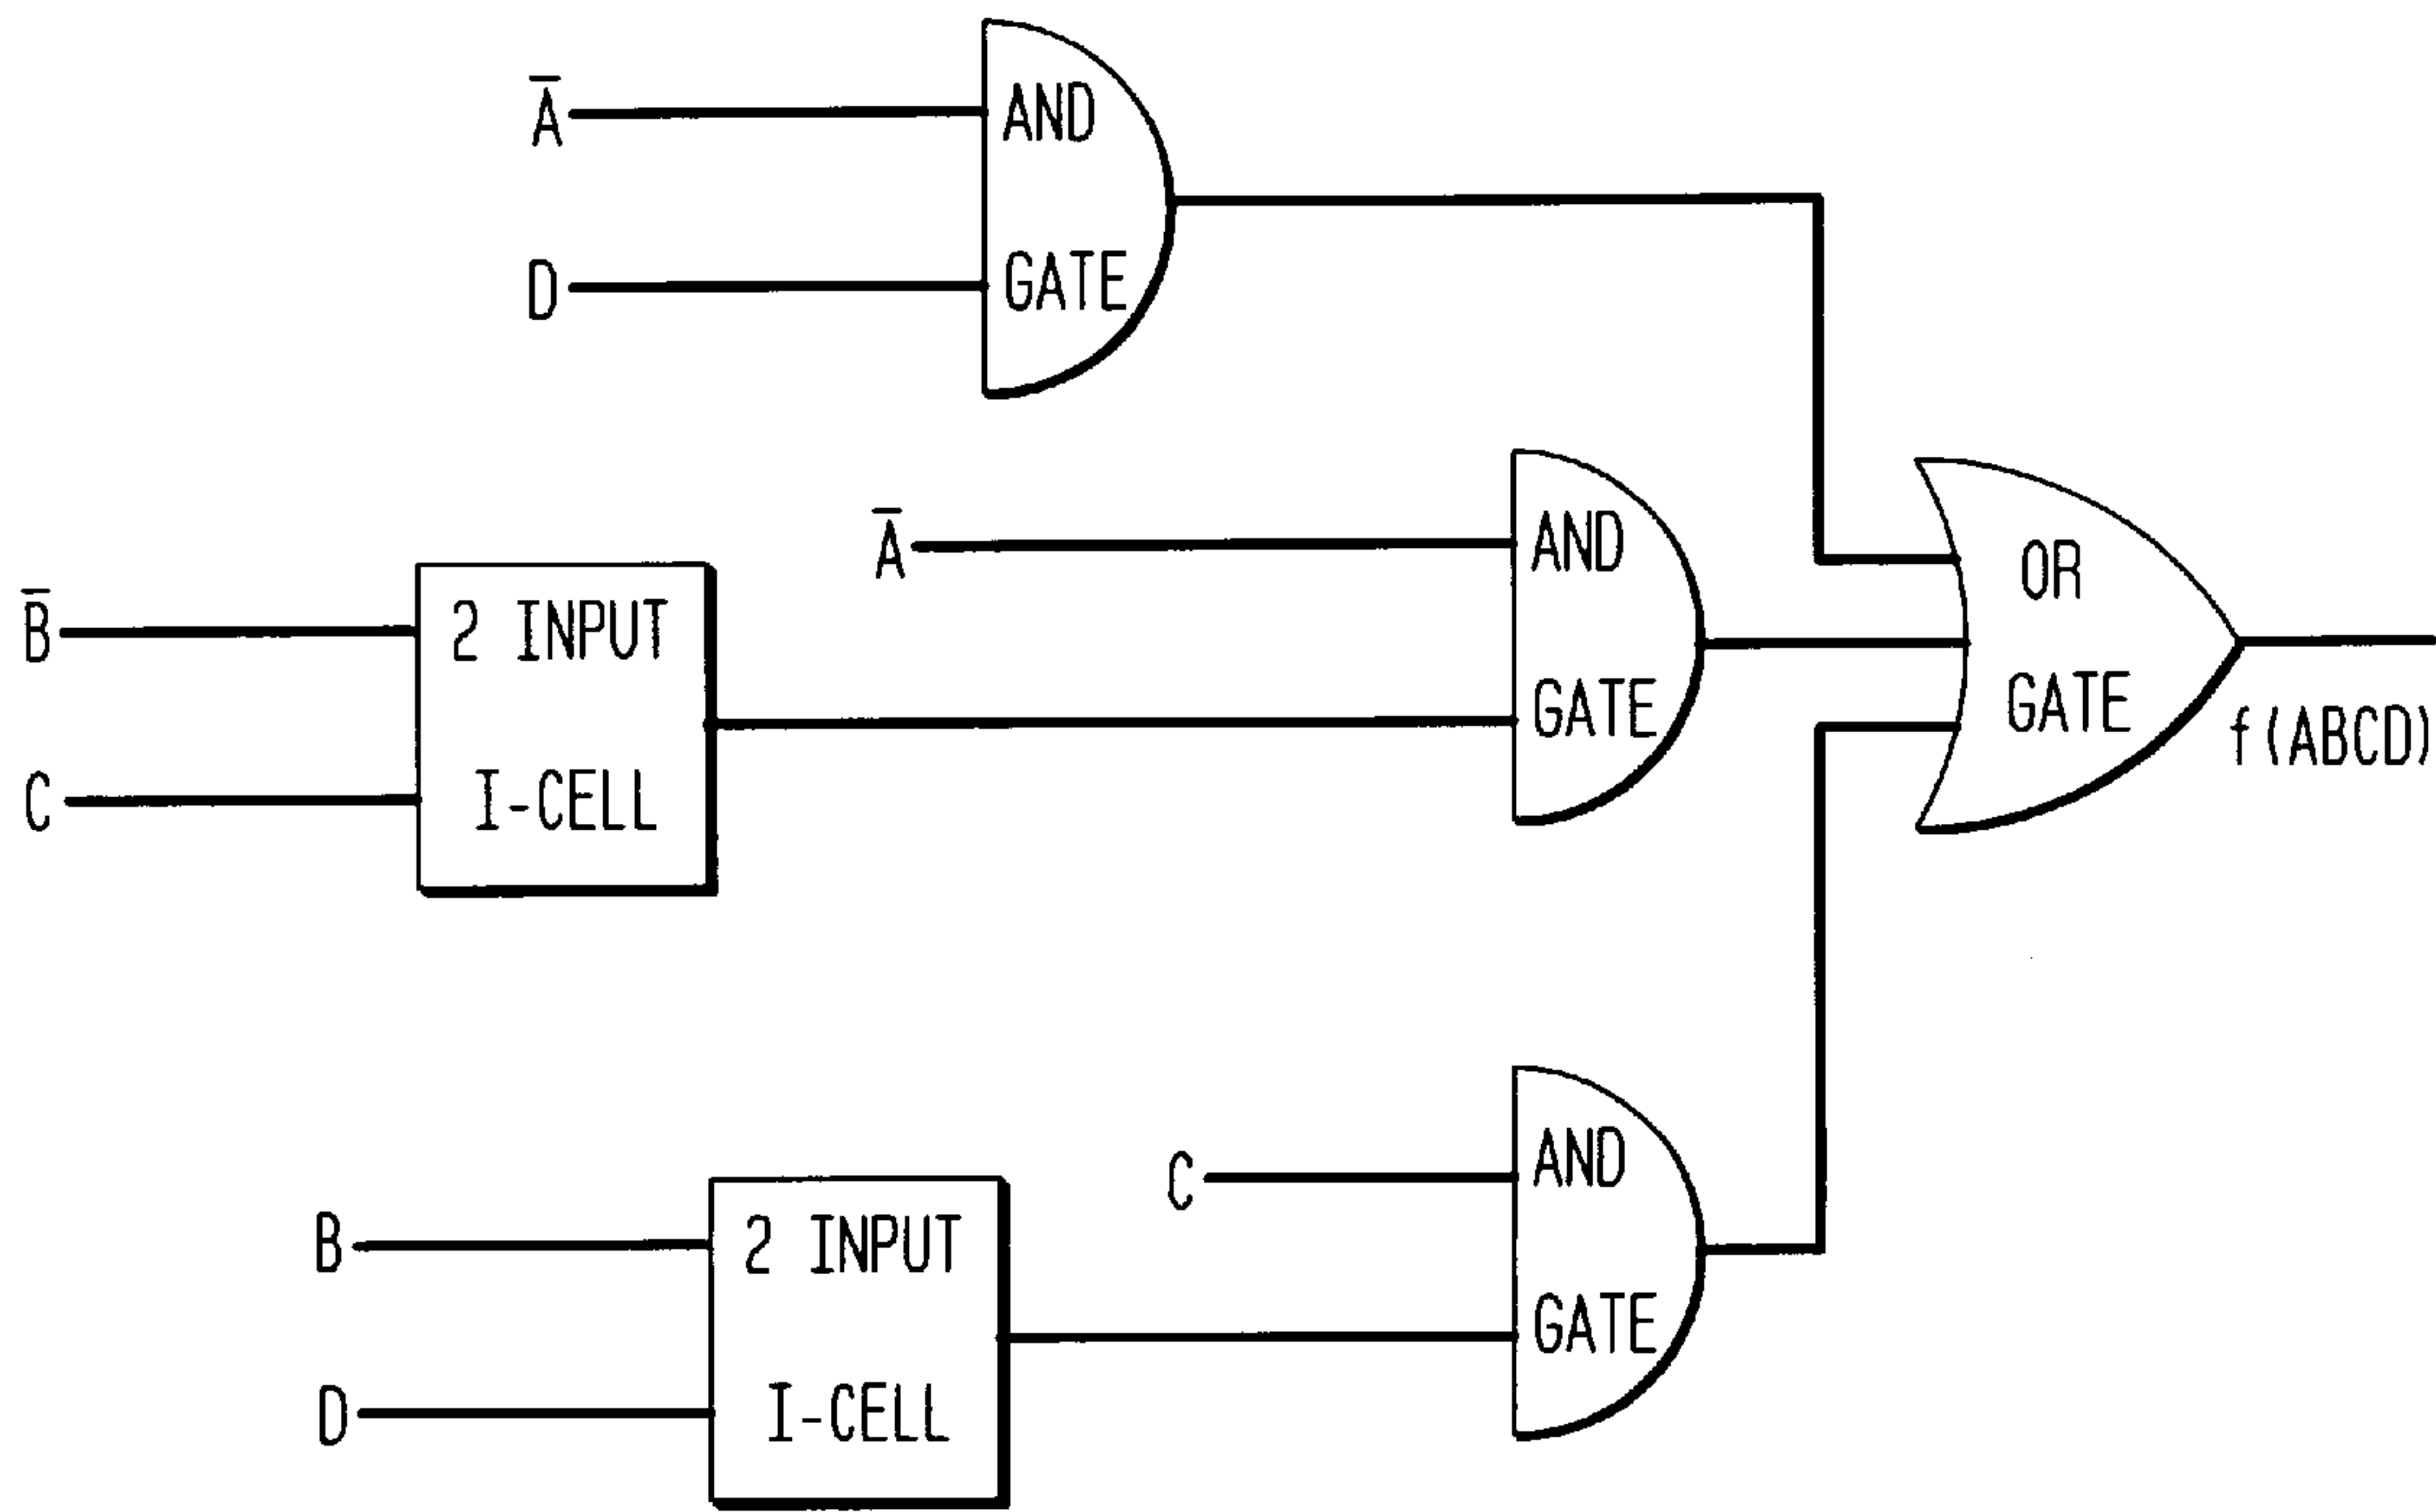 A̅
AND
D
GATE
A̅
AND
OR
B̅
2 INPUT
GATE
GATE
f(ABCD)
C
I-CELL
C
AND
B
2 INPUT
GATE
D
I-CELL